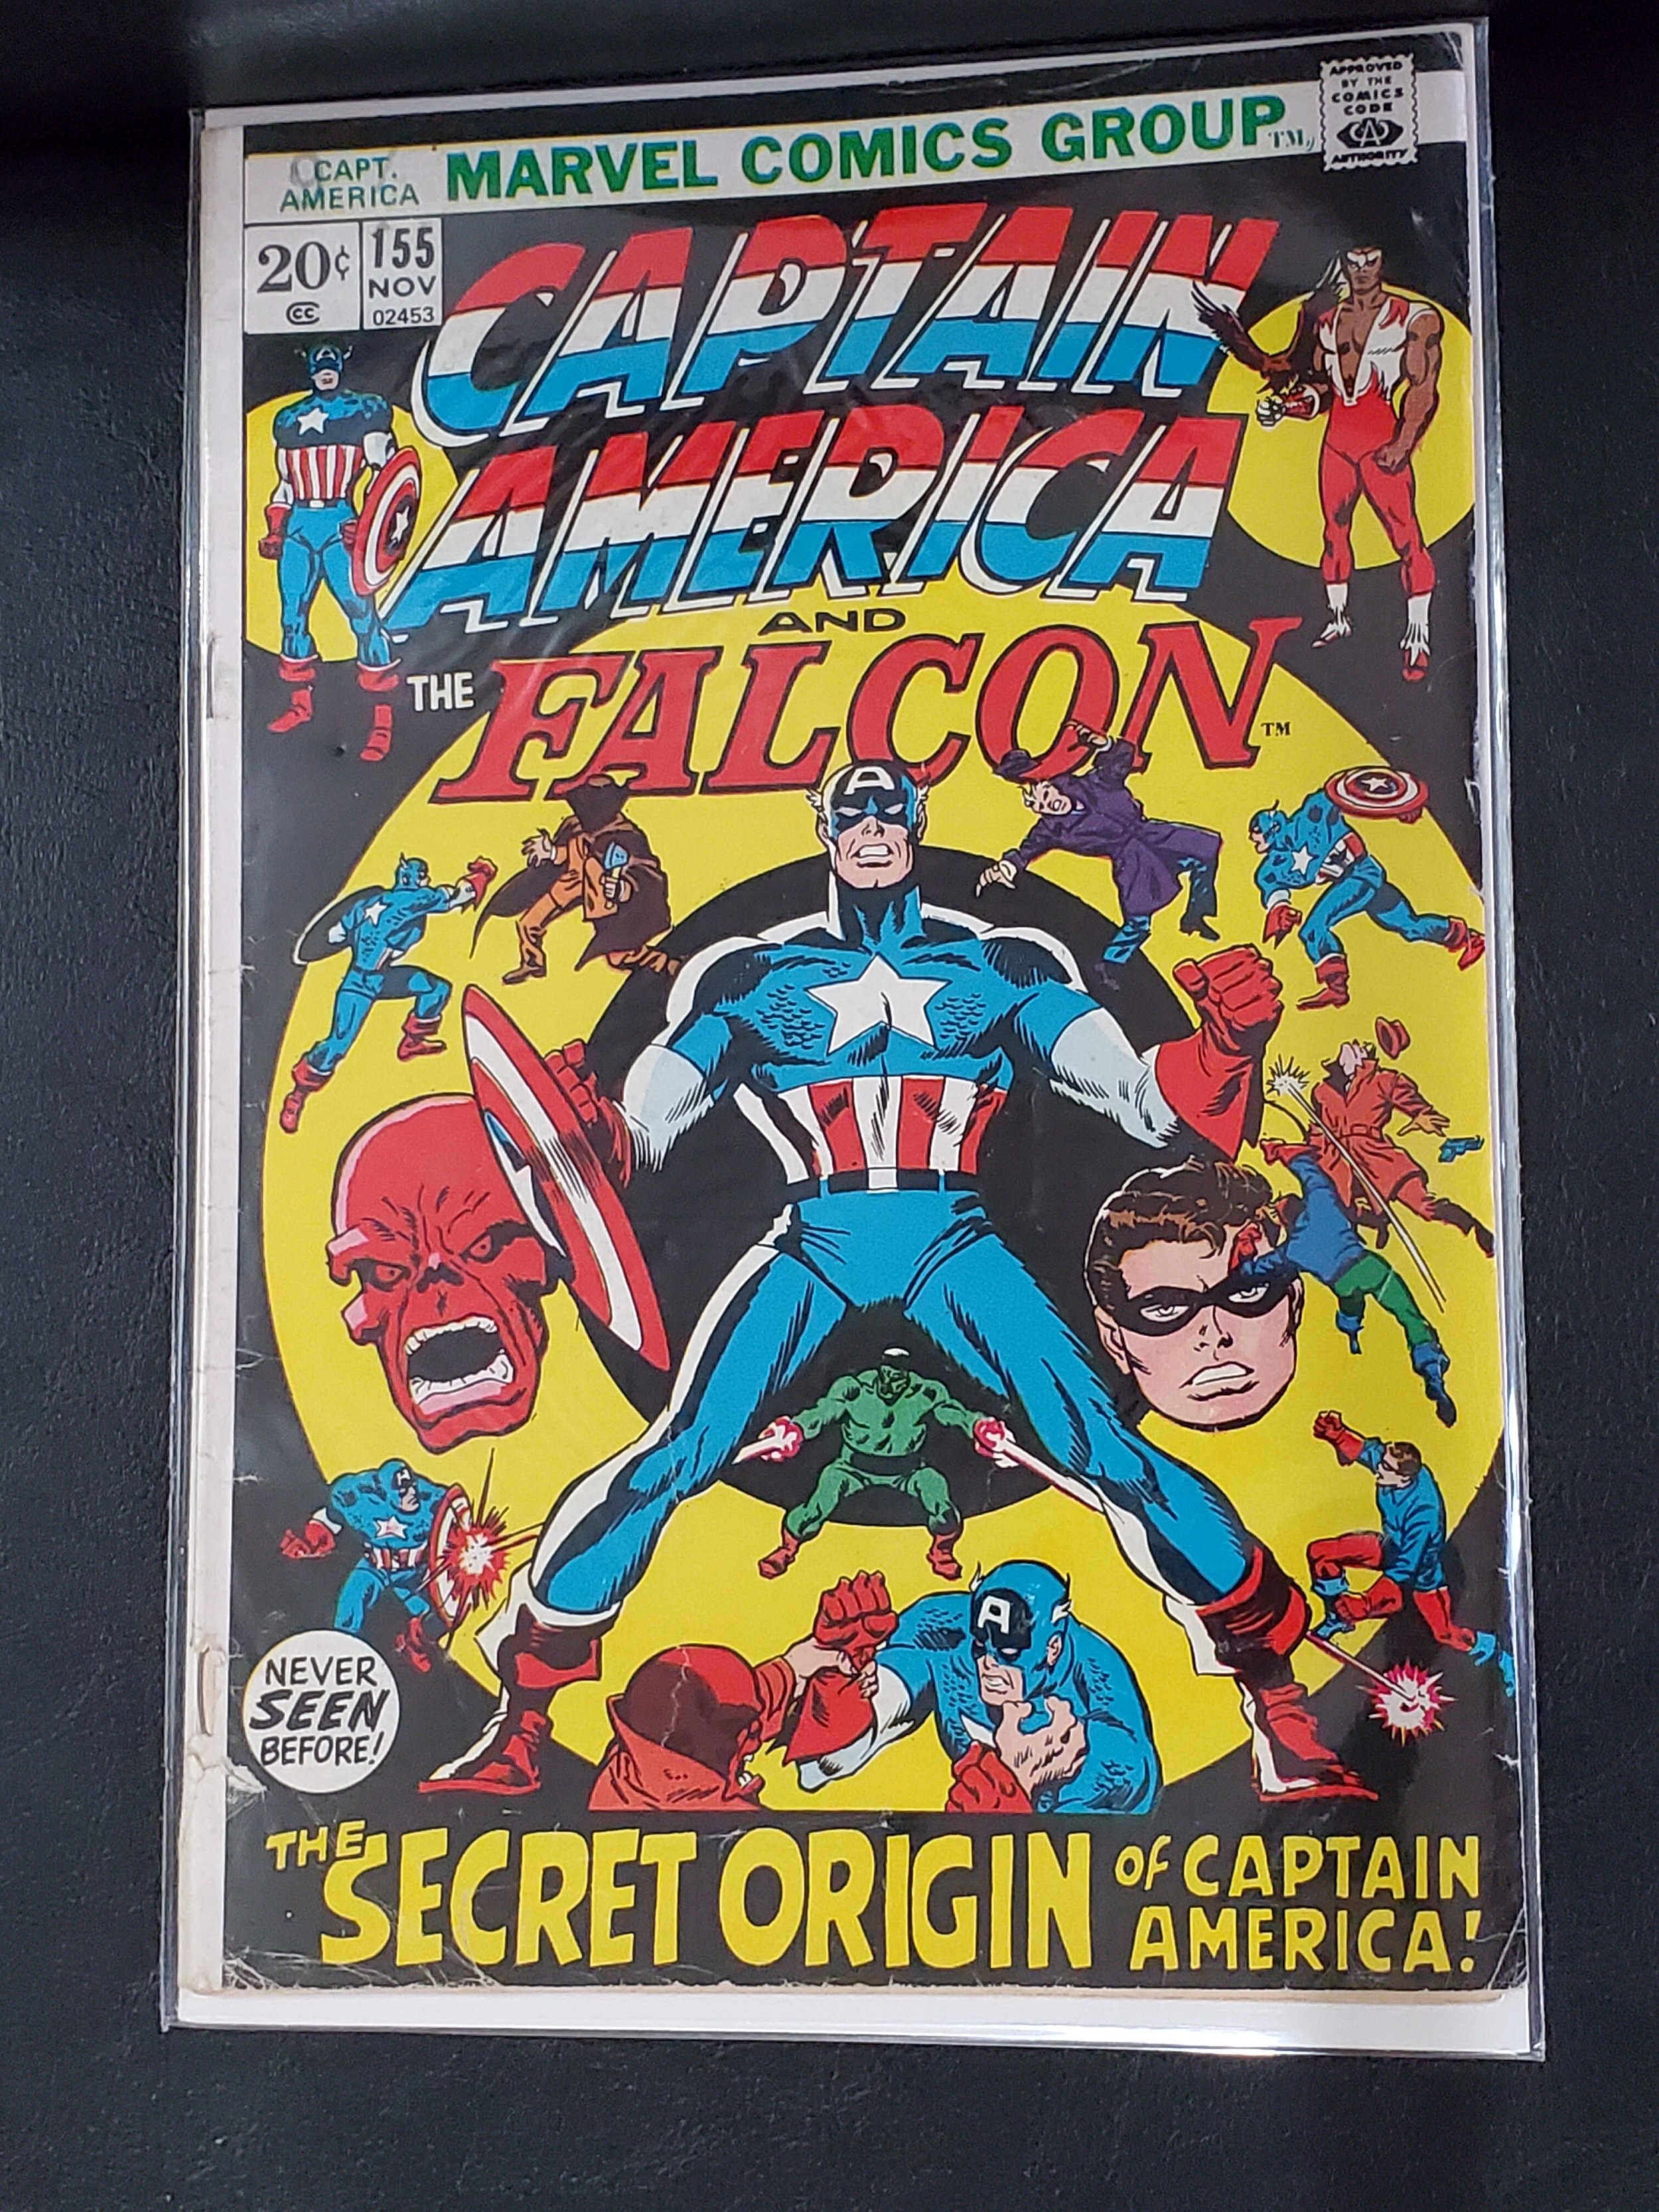 APPROVED
BY THE
COMICS
CODE
CA
AUTHORITY
CAPT.
AMERICA
MARVEL COMICS GROUP TM
20¢
CC
155
NOV
02453
CAPTAIN
AMERICA
AND
THE FALCON TM
A
A
A
NEVER
SEEN
BEFORE!
THE SECRET ORIGIN OF CAPTAIN
AMERICA!